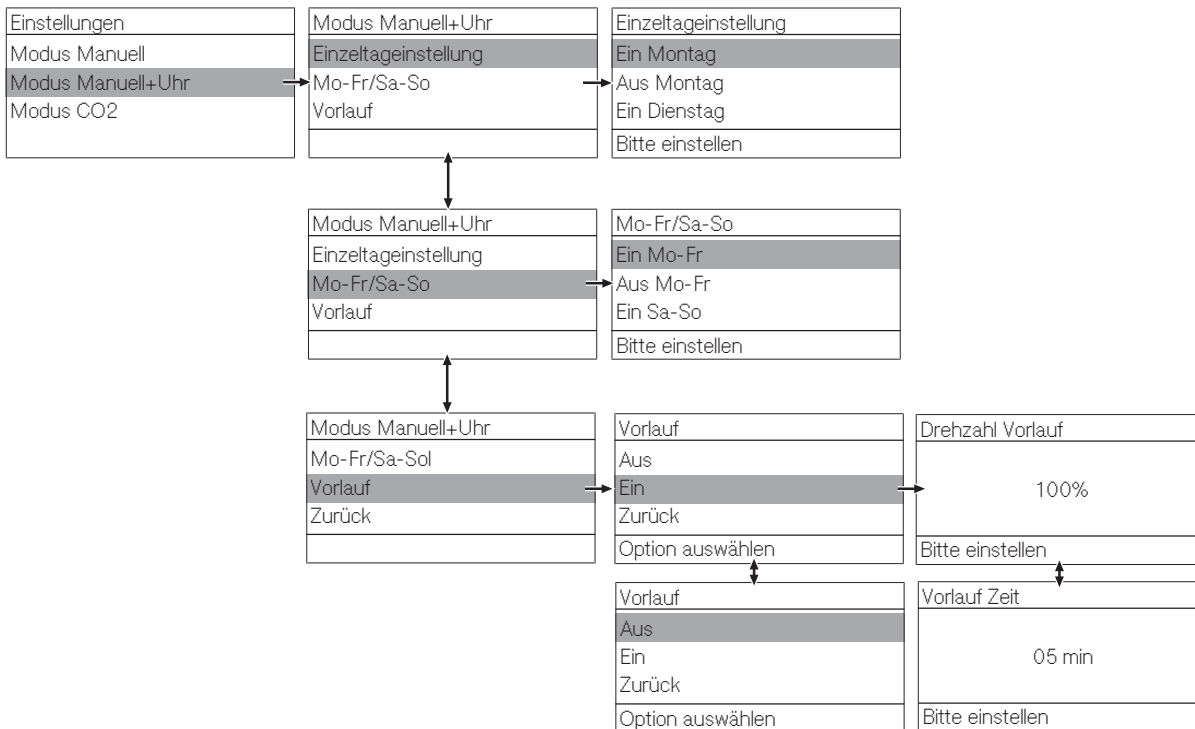 Einstellungen
Modus Manuell
Modus Manuell+Uhr
Modus CO2
Modus Manuell+Uhr
Einzeltageinstellung
Mo-Fr/Sa-So
Vorlauf
Einzeltageinstellung
Ein Montag
Aus Montag
Ein Dienstag
Bitte einstellen
Modus Manuell+Uhr
Einzeltageinstellung
Mo-Fr/Sa-So
Vorlauf
Mo-Fr/Sa-So
Ein Mo-Fr
Aus Mo-Fr
Ein Sa-So
Bitte einstellen
Modus Manuell+Uhr
Mo-Fr/Sa-Sol
Vorlauf
Zurück
Vorlauf
Aus
Ein
Zurück
Option auswählen
Drehzahl Vorlauf
100%
Bitte einstellen
Vorlauf
Aus
Ein
Zurück
Option auswählen
Vorlauf Zeit
05 min
Bitte einstellen